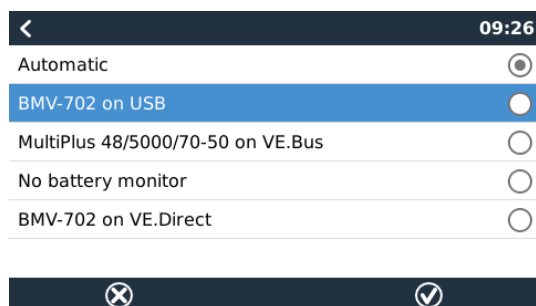 09:26
Automatic
BMV-702 on USB
MultiPlus 48/5000/70-50 on VE.Bus
No battery monitor
BMV-702 on VE.Direct